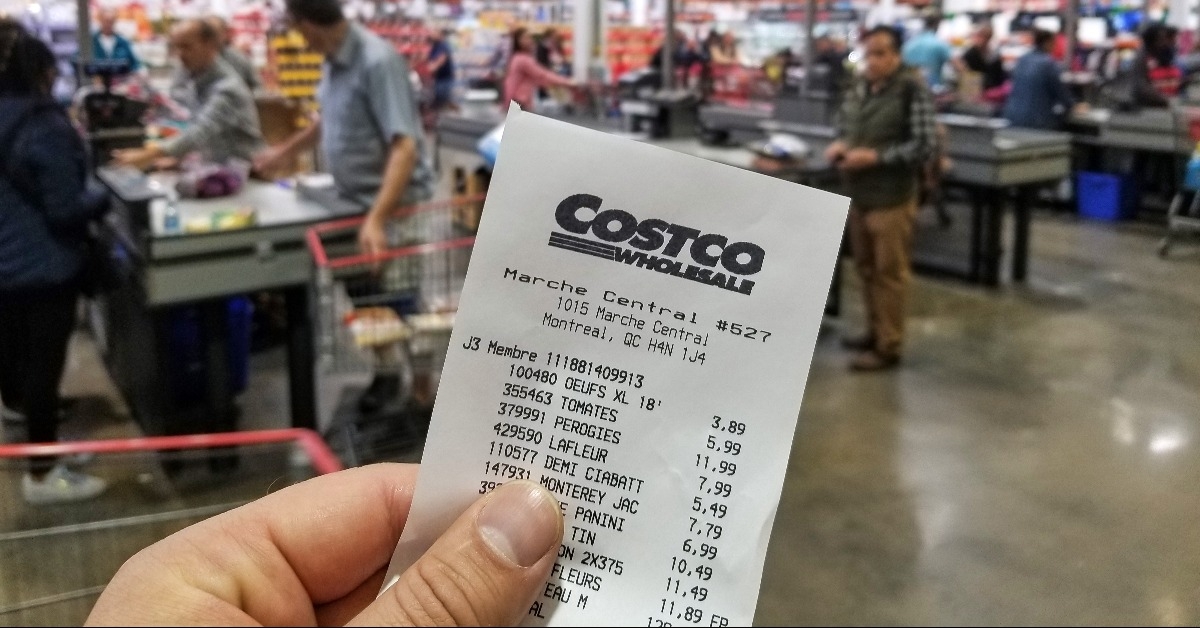 COSTCO
WHOLESALE
Marche Central #527
1015 Marche Central
Montreal, QC H4N 1J4
J3 Membre 111881409913
100480 OEUFS XL 18' 3,89
355463 TOMATES 5,99
379991 PEROGIES 11,99
429590 LAFLEUR 7,99
110577 DEMI CIABATT 5,49
147931 MONTEREY JAC 7,79
PANINI 6,99
TIN 10,49
2X375 11,49
FLEURS 11,89 FP
M